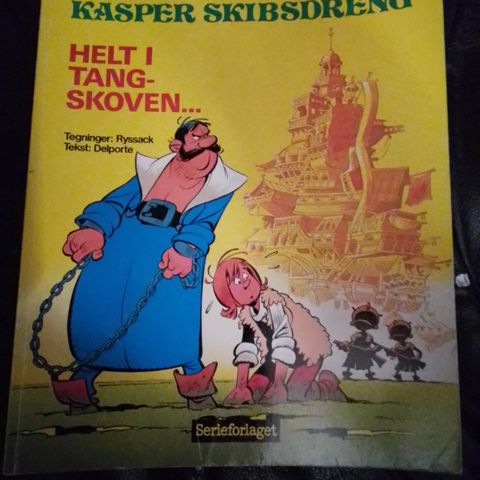 KASPER SKIBSDRENG
HELT I
TANG-
SKOVEN...
Tegninger: Ryssack
Tekst: Delporte
Serieforlaget